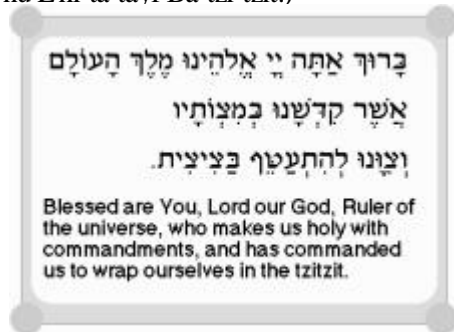 בָּרוּךְ אַתָּה יְיָ אֱלֹהֵינוּ מֶלֶךְ הָעוֹלָם
אֲשֶׁר קִדְּשָׁנוּ בְּמִצְוֹתָיו
וְצִוָּנוּ לְהִתְעַטֵּף בַּצִיצִית.
Blessed are You, Lord our God, Ruler of
the universe, who makes us holy with
commandments, and has commanded
us to wrap ourselves in the tzitzit.